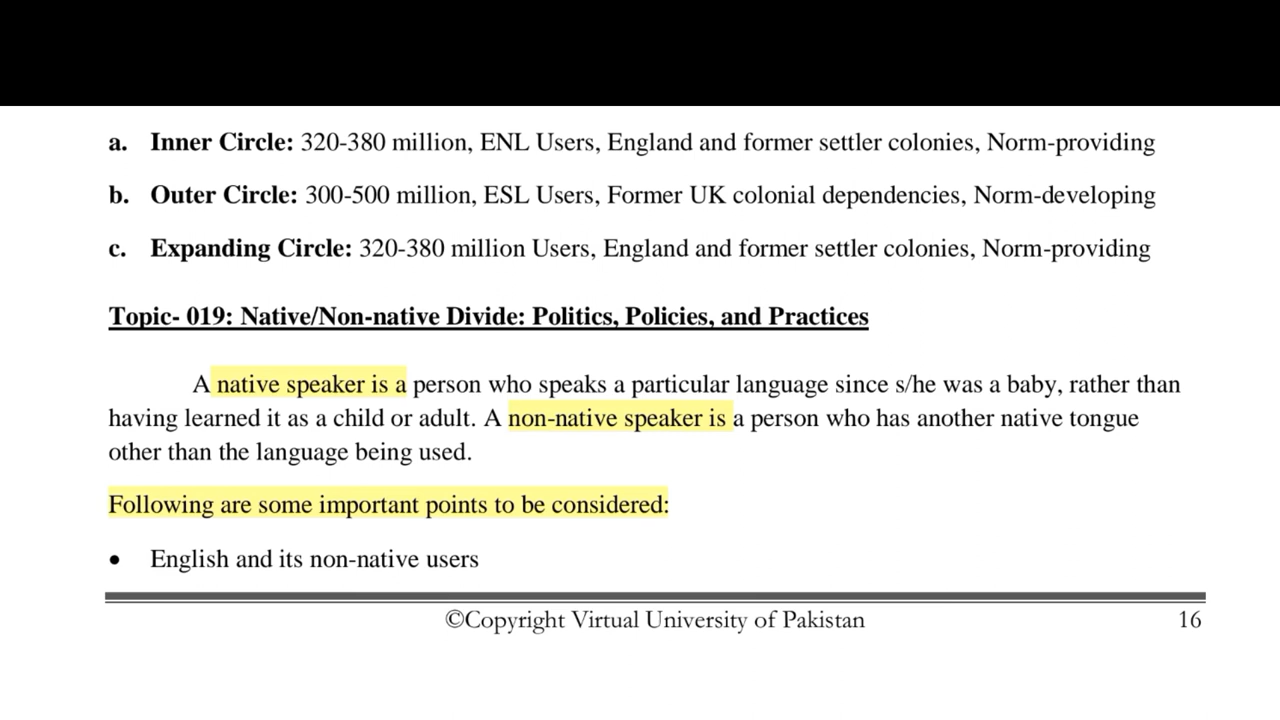 a. Inner Circle: 320-380 million, ENL Users, England and former settler colonies, Norm-providing
b. Outer Circle: 300-500 million, ESL Users, Former UK colonial dependencies, Norm-developing
c. Expanding Circle: 320-380 million Users, England and former settler colonies, Norm-providing
Topic- 019: Native/Non-native Divide: Politics, Policies, and Practices
A native speaker is a person who speaks a particular language since s/he was a baby, rather than
having learned it as a child or adult. A non-native speaker is a person who has another native tongue
other than the language being used.
Following are some important points to be considered:
• English and its non-native users
©Copyright Virtual University of Pakistan 16